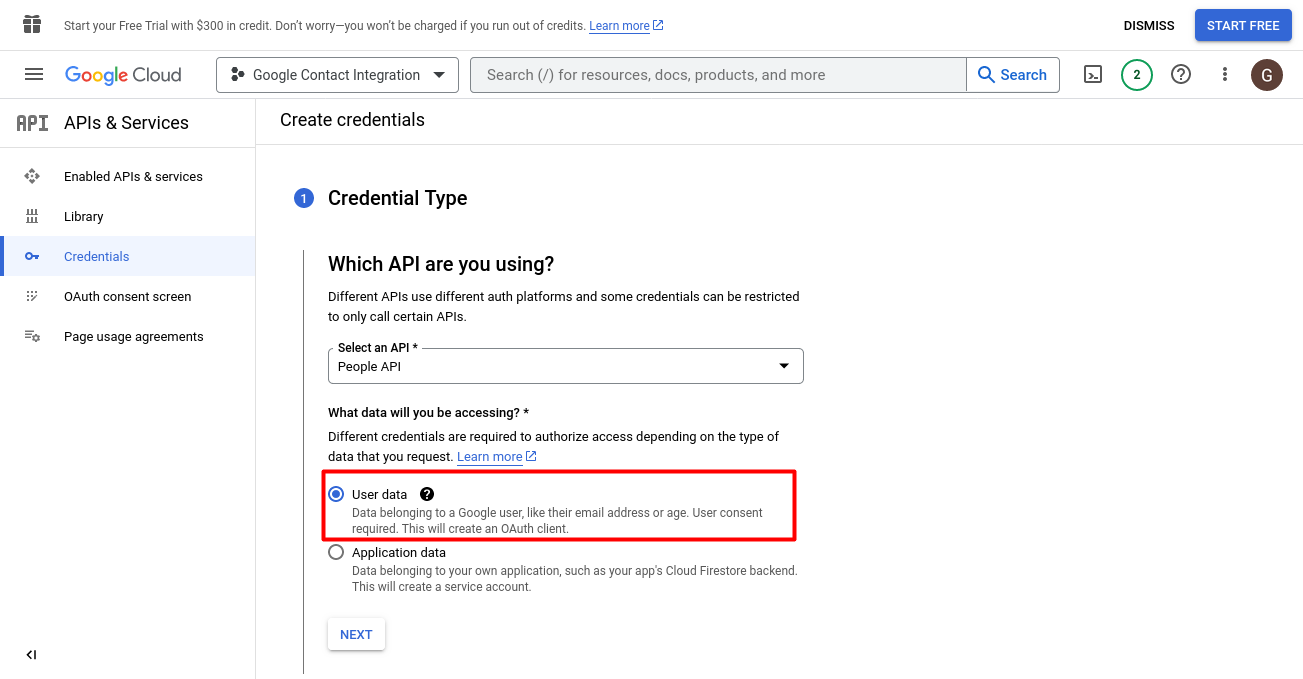 Start your Free Trial with $300 in credit. Don’t worry—you won’t be charged if you run out of credits. Learn more
DISMISS
START FREE
Google Cloud
Google Contact Integration
Search (/) for resources, docs, products, and more
Search
2
G
API
APIs & Services
Create credentials
Enabled APIs & services
Library
Credentials
OAuth consent screen
Page usage agreements
1
Credential Type
Which API are you using?
Different APIs use different auth platforms and some credentials can be restricted
to only call certain APIs.
Select an API *
People API
What data will you be accessing? *
Different credentials are required to authorize access depending on the type of
data that you request. Learn more
User data
Data belonging to a Google user, like their email address or age. User consent
required. This will create an OAuth client.
Application data
Data belonging to your own application, such as your app's Cloud Firestore backend.
This will create a service account.
NEXT